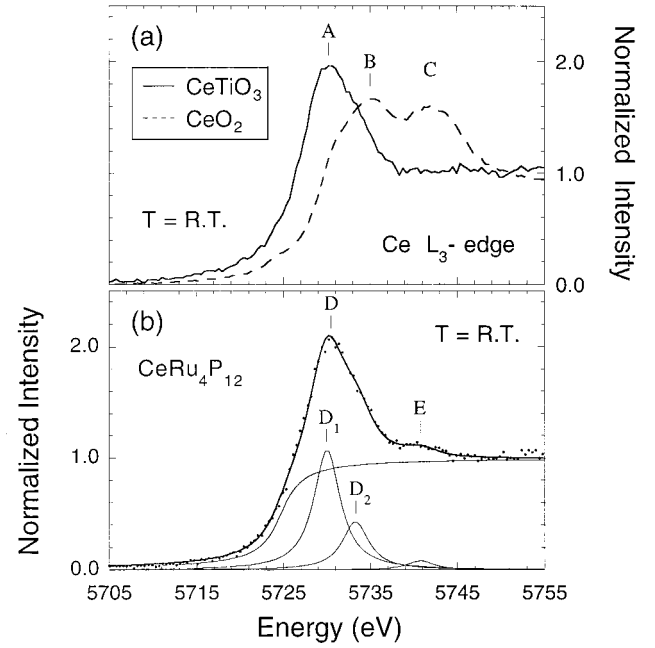 (a)
A
B
C
CeTiO₃
CeO₂
T = R.T.
Ce L₃- edge
2.0
1.0
0.0
Normalized Intensity
(b)
D
T = R.T.
CeRu₄P₁₂
D₁
D₂
E
2.0
1.0
0.0
Normalized Intensity
5705 5715 5725 5735 5745 5755
Energy (eV)